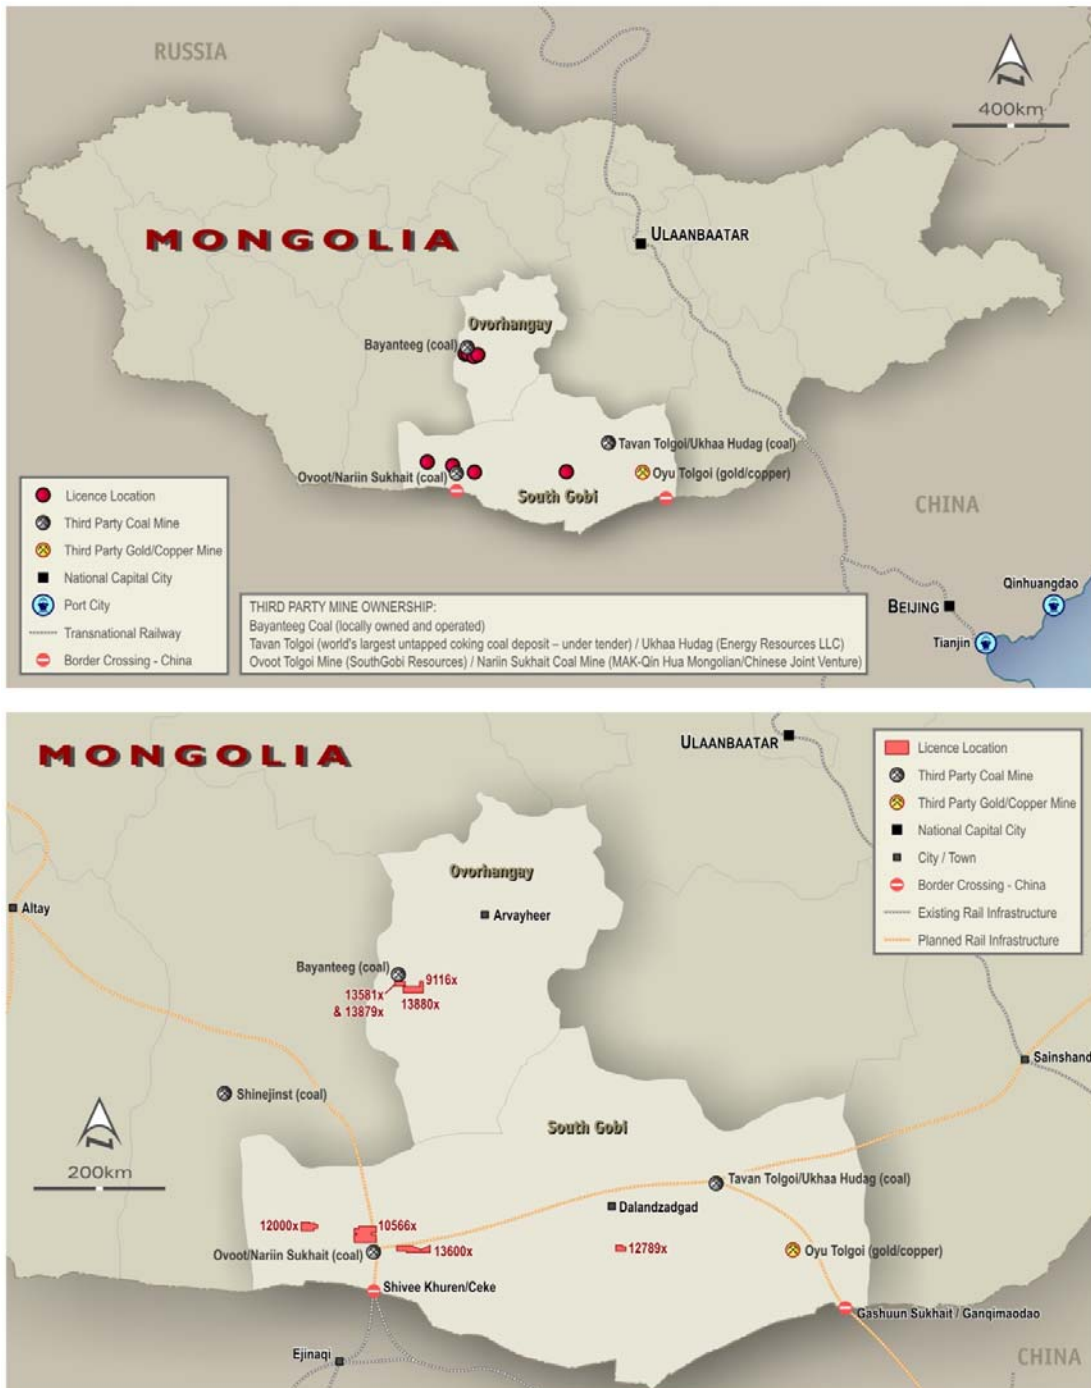 RUSSIA
400km
MONGOLIA
ULAANBAATAR
Ovorhangay
Bayanteeg (coal)
Tavan Tolgoi/Ukhaa Hudag (coal)
Ovoot/Nariin Sukhait (coal)
Oyu Tolgoi (gold/copper)
South Gobi
CHINA
Qinhuangdao
BEIJING
Tianjin
Licence Location
Third Party Coal Mine
Third Party Gold/Copper Mine
National Capital City
Port City
Transnational Railway
Border Crossing - China
THIRD PARTY MINE OWNERSHIP:
Bayanteeg Coal (locally owned and operated)
Tavan Tolgoi (world's largest untapped coking coal deposit – under tender) / Ukhaa Hudag (Energy Resources LLC)
Ovoot Tolgoi Mine (SouthGobi Resources) / Nariin Sukhait Coal Mine (MAK-Qin Hua Mongolian/Chinese Joint Venture)
MONGOLIA
ULAANBAATAR
Licence Location
Third Party Coal Mine
Third Party Gold/Copper Mine
National Capital City
City / Town
Border Crossing - China
Existing Rail Infrastructure
Planned Rail Infrastructure
Ovorhangay
Altay
Arvayheer
Bayanteeg (coal)
9116x
13581x
& 13879x
13880x
Sainshand
Shinejinst (coal)
South Gobi
200km
Tavan Tolgoi/Ukhaa Hudag (coal)
Dalandzadgad
12000x
10566x
Ovoot/Nariin Sukhait (coal)
13600x
12789x
Oyu Tolgoi (gold/copper)
Shivee Khuren/Ceke
Gashuun Sukhait / Ganqimaodao
Ejinaqi
CHINA